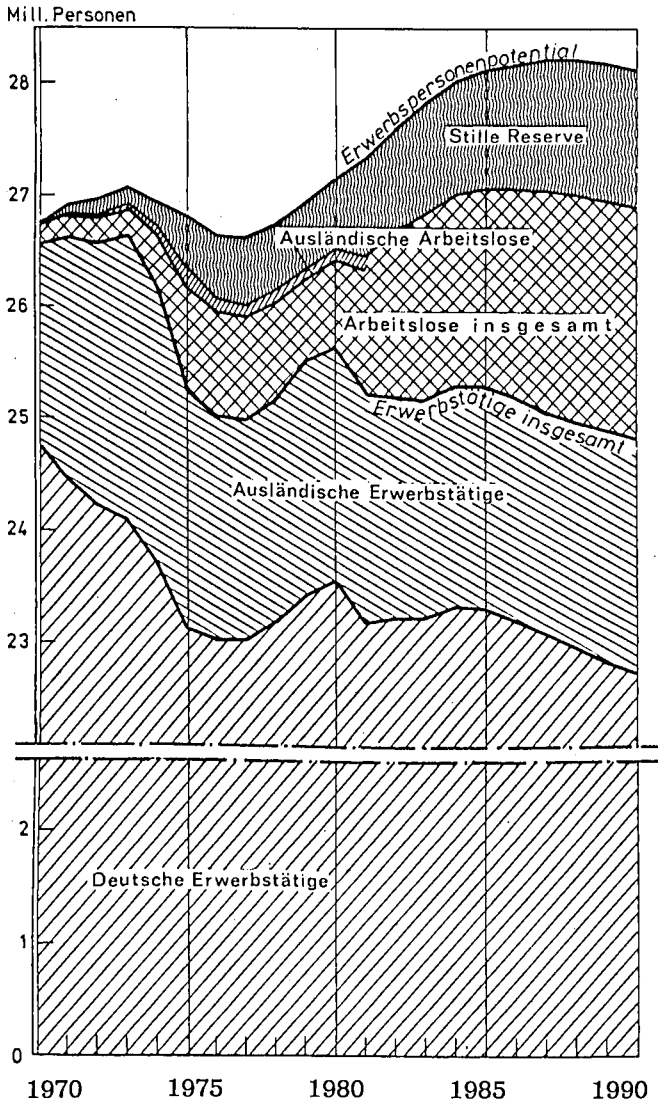 Mill. Personen
28
Erwerbspersonenpotential
Stille Reserve
27
Ausländische Arbeitslose
26
Arbeitslose insgesamt
25
Erwerbstätige insgesamt
Ausländische Erwerbstätige
24
23
2
Deutsche Erwerbstätige
1
0
1970 1975 1980 1985 1990